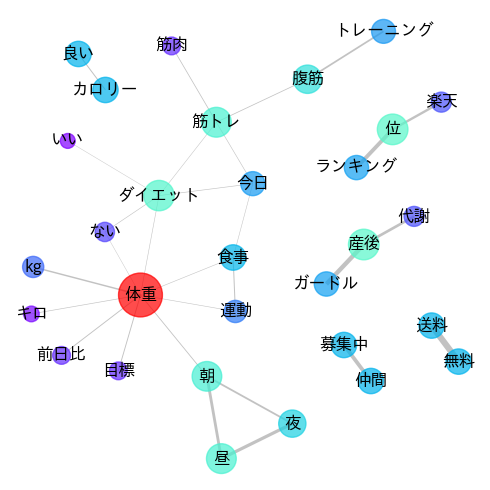 トレーニング
筋肉
良い
腹筋
カロリー
楽天
筋トレ
位
いい
ランキング
今日
ダイエット
代謝
ない
産後
食事
kg
ガードル
体重
キロ
運動
送料
募集中
前日比
無料
目標
朝
仲間
夜
昼